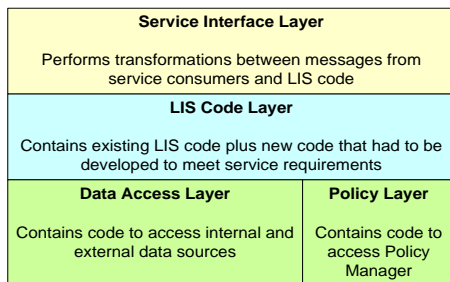 Service Interface Layer
Performs transformations between messages from
service consumers and LIS code
LIS Code Layer
Contains existing LIS code plus new code that had to be
developed to meet service requirements
Data Access Layer
Contains code to access internal and
external data sources
Policy Layer
Contains code to
access Policy
Manager